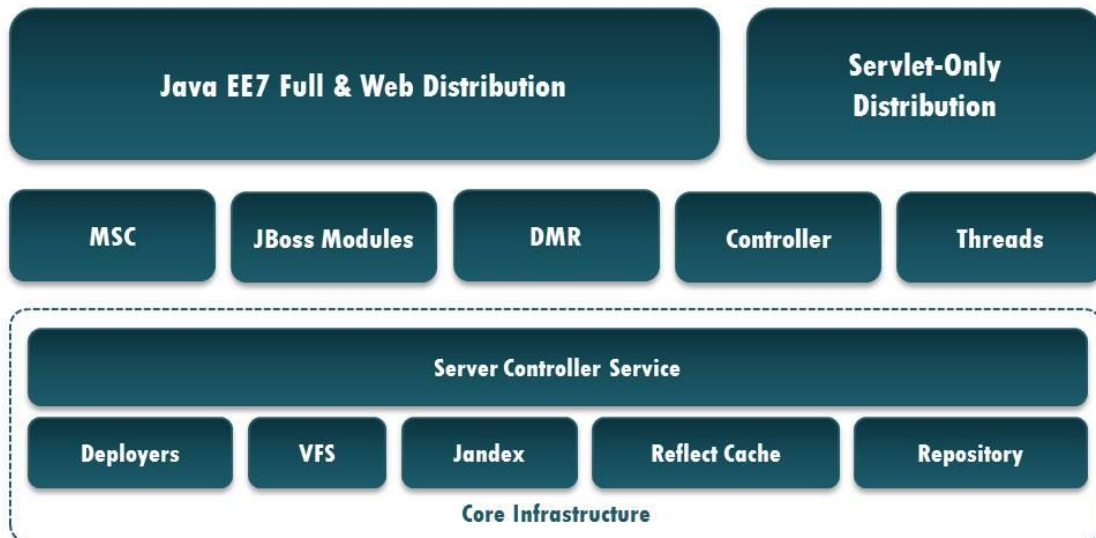 Java EE7 Full & Web Distribution
Servlet-Only
Distribution
MSC
JBoss Modules
DMR
Controller
Threads
Server Controller Service
Deployers
VFS
Jandex
Reflect Cache
Repository
Core Infrastructure